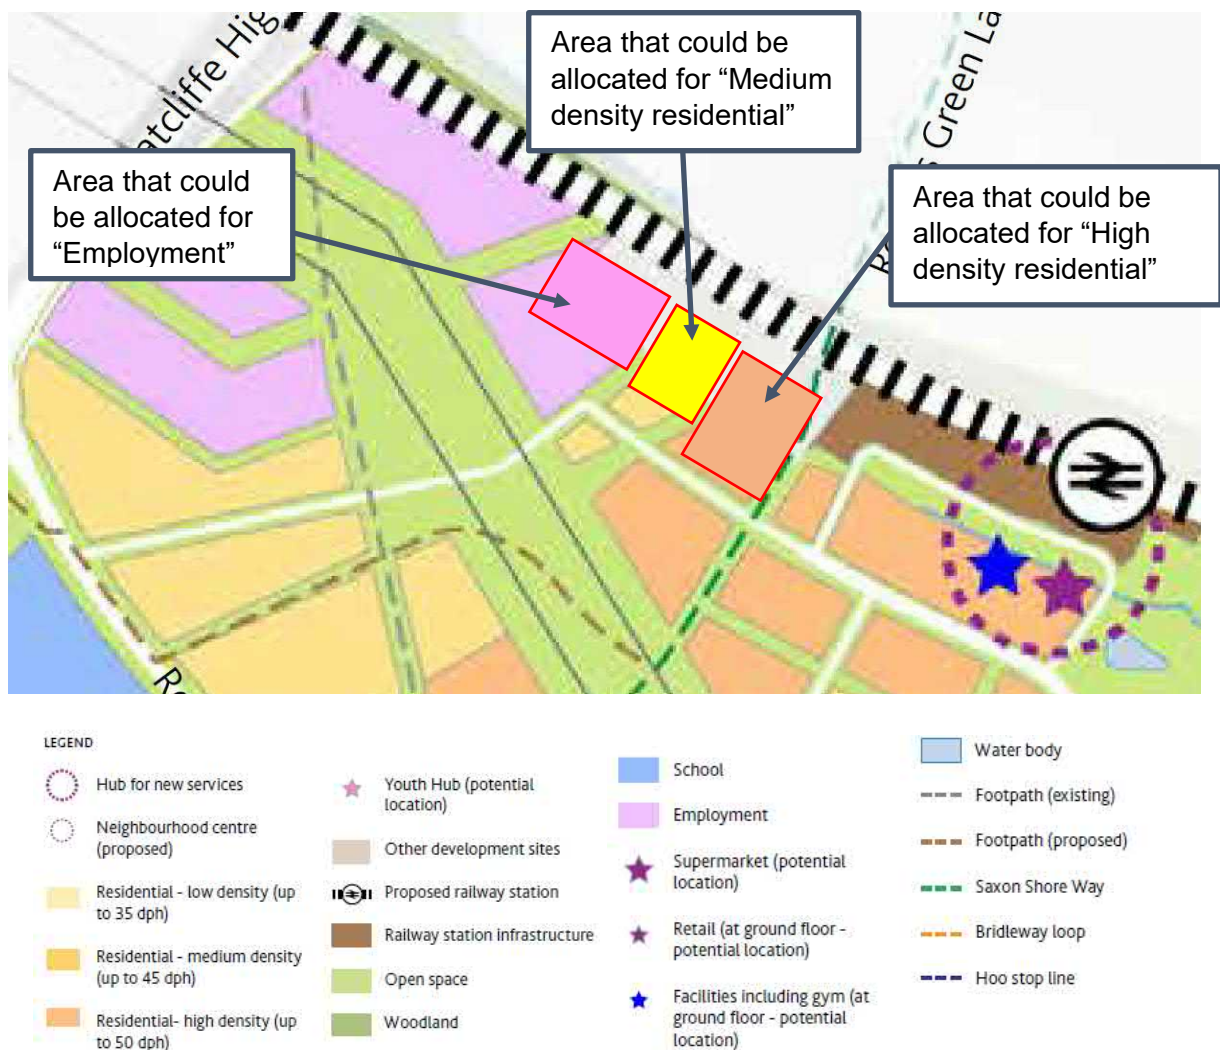 atcliffe Hig
Area that could be
allocated for “Medium
density residential”
s Green La
Area that could
be allocated for
“Employment”
Area that could be
allocated for “High
density residential”
Ro
LEGEND
Hub for new services
Neighbourhood centre
(proposed)
Residential - low density (up
to 35 dph)
Residential - medium density
(up to 45 dph)
Residential- high density (up
to 50 dph)
Youth Hub (potential
location)
Other development sites
Proposed railway station
Railway station infrastructure
Open space
Woodland
School
Employment
Supermarket (potential
location)
Retail (at ground floor -
potential location)
Facilities including gym (at
ground floor - potential
location)
Water body
Footpath (existing)
Footpath (proposed)
Saxon Shore Way
Bridleway loop
Hoo stop line